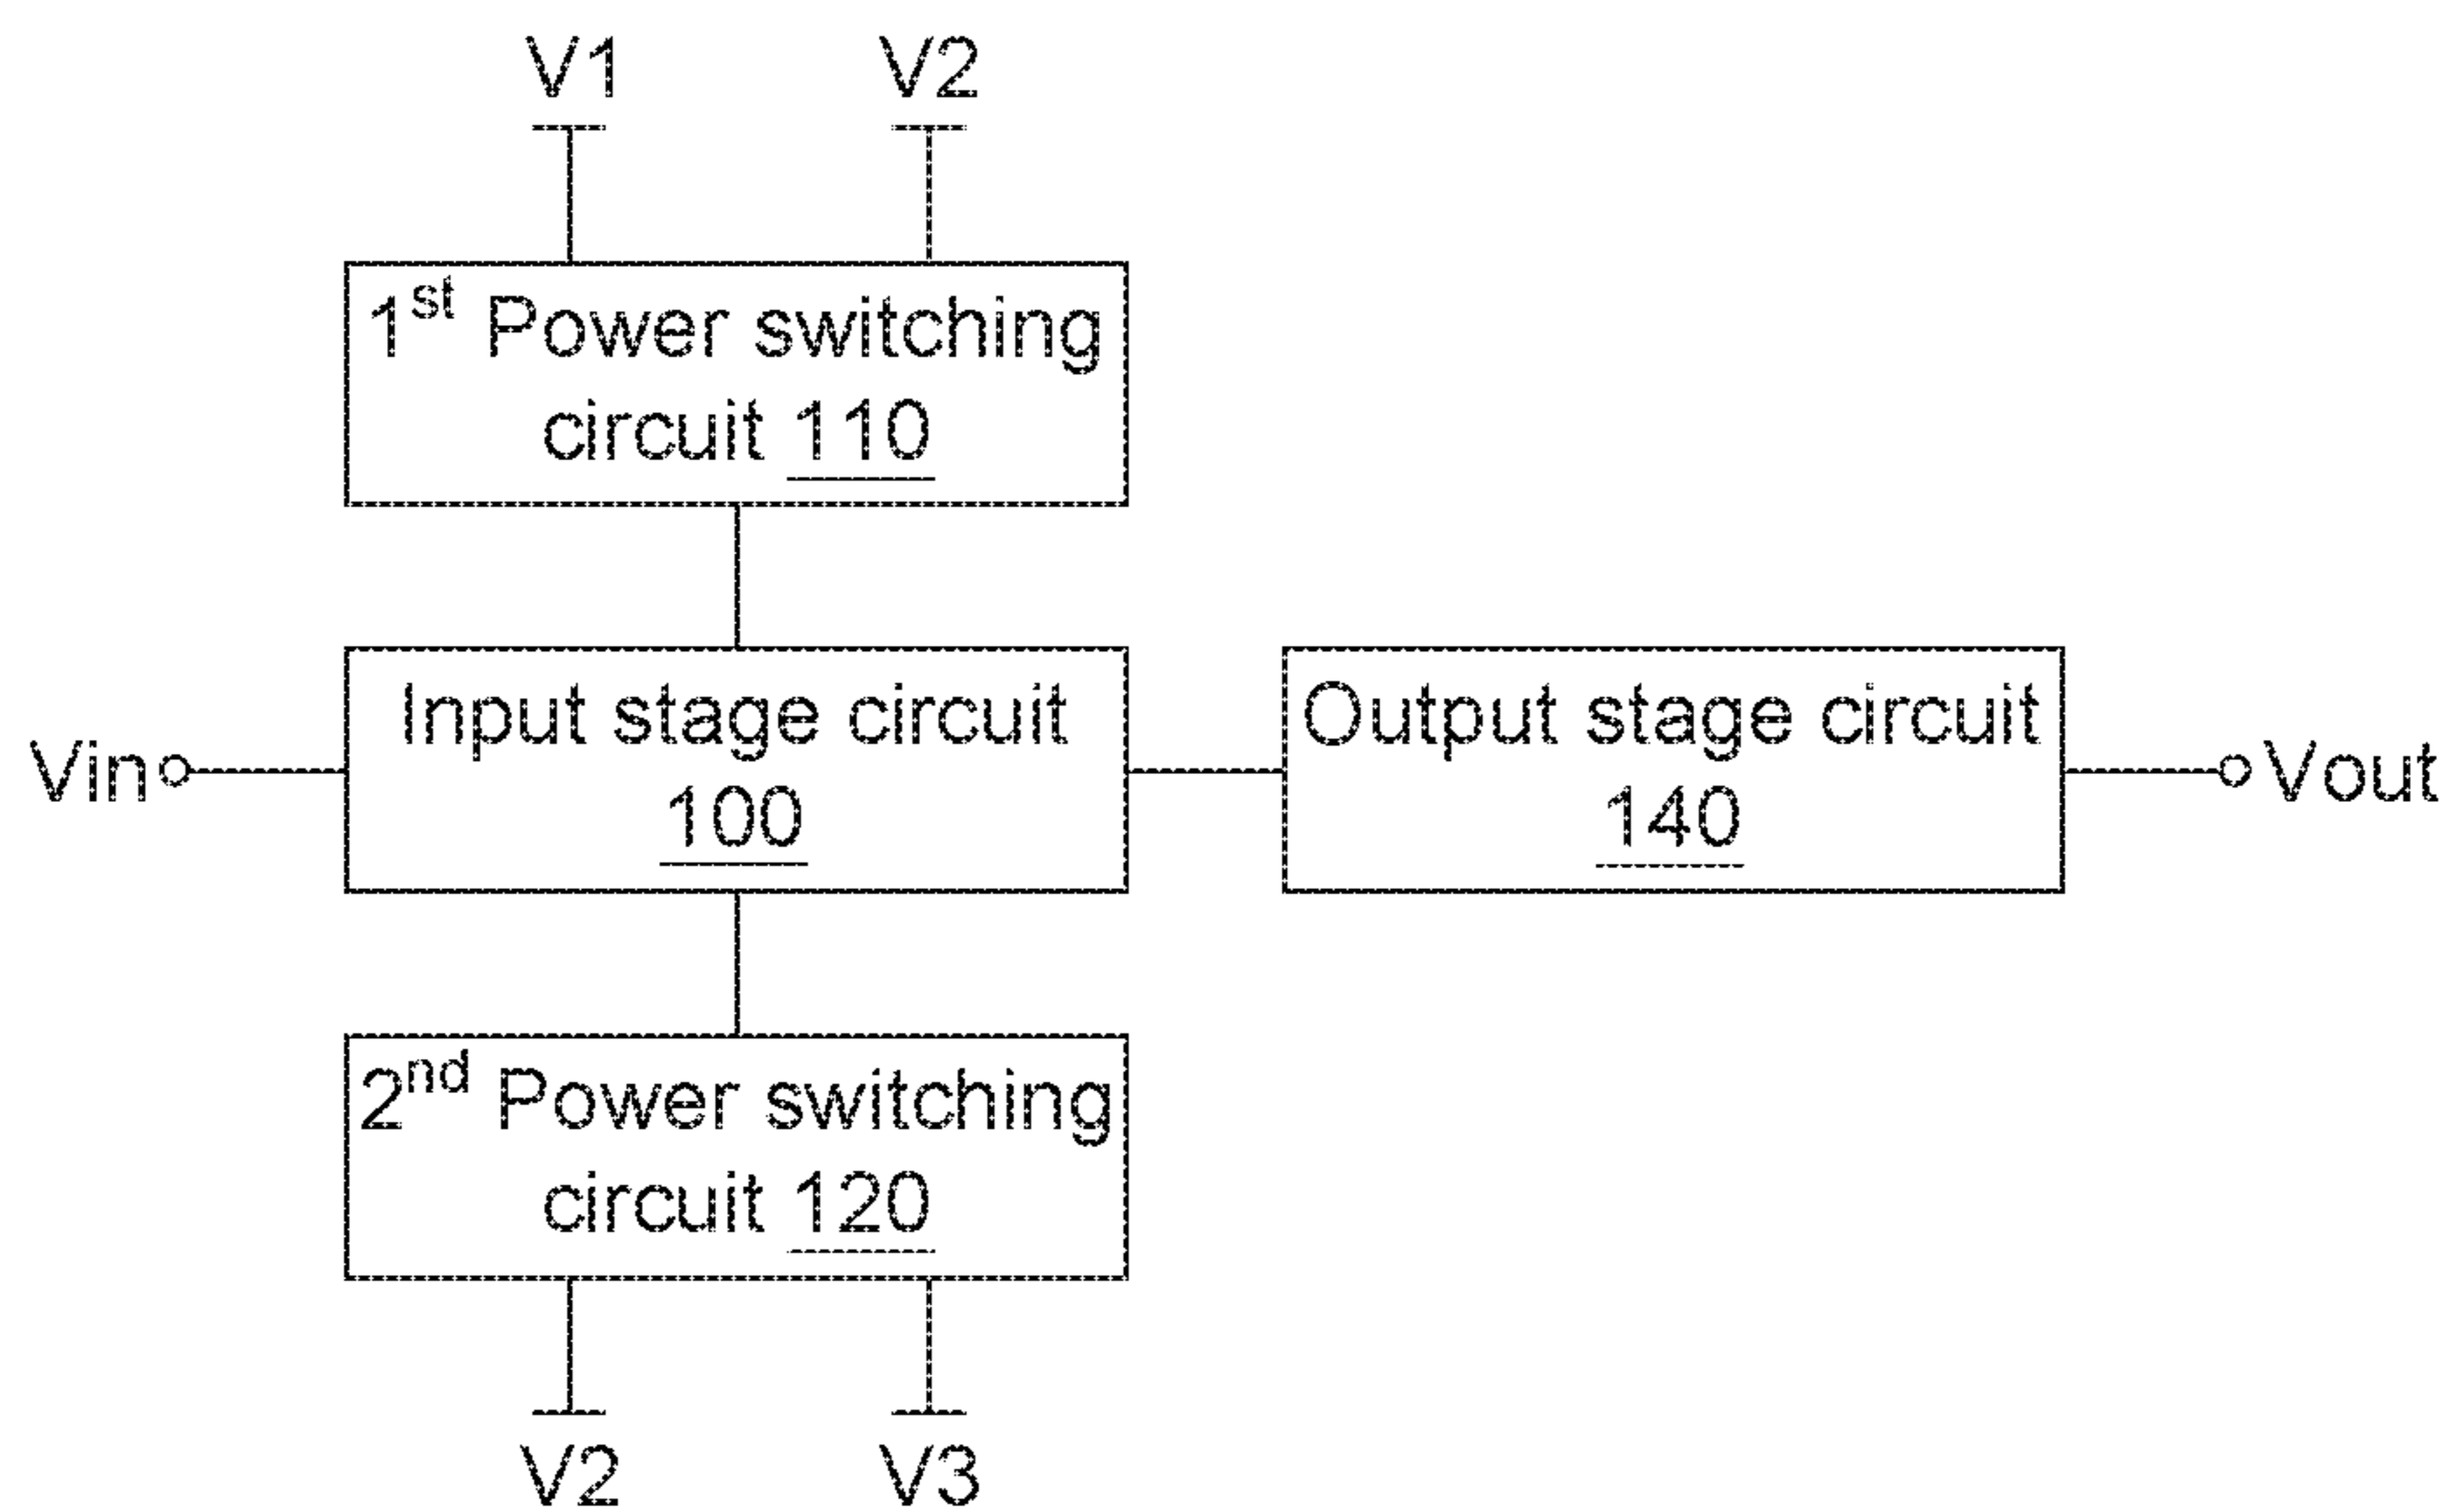 V1 V2
1st Power switching
circuit 110
Input stage circuit
100
Output stage circuit
140
Vin
Vout
2nd Power switching
circuit 120
V2 V3